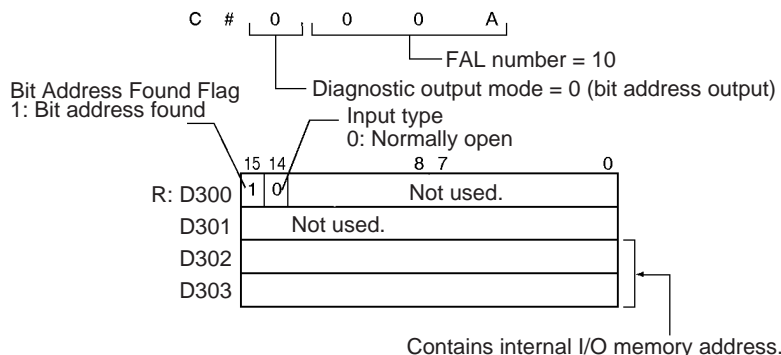 C # 0 0 0 A
FAL number = 10
Diagnostic output mode = 0 (bit address output)
Bit Address Found Flag
1: Bit address found
Input type
0: Normally open
15 14 8 7 0
R: D300 1 0 Not used.
D301 Not used.
D302
D303
Contains internal I/O memory address.